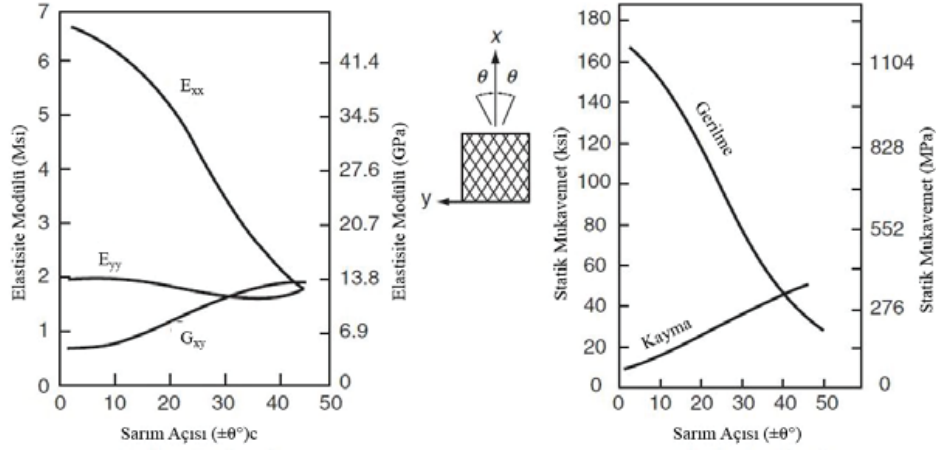 Elastisite Modülü (Msi)
7
6
5
4
3
2
1
0
E_xx
E_yy
G_xy
41.4
34.5
27.6
20.7
13.8
6.9
0
Elastisite Modülü (GPa)
0 10 20 30 40 50
Sarım Açısı (±θ°)c
x
θ θ
y
Statik Mukavemet (ksi)
180
160
140
120
100
80
60
40
20
0
Gerilme
Kayma
1104
828
552
276
0
Statik Mukavemet (MPa)
0 10 20 30 40 50
Sarım Açısı (±θ°)